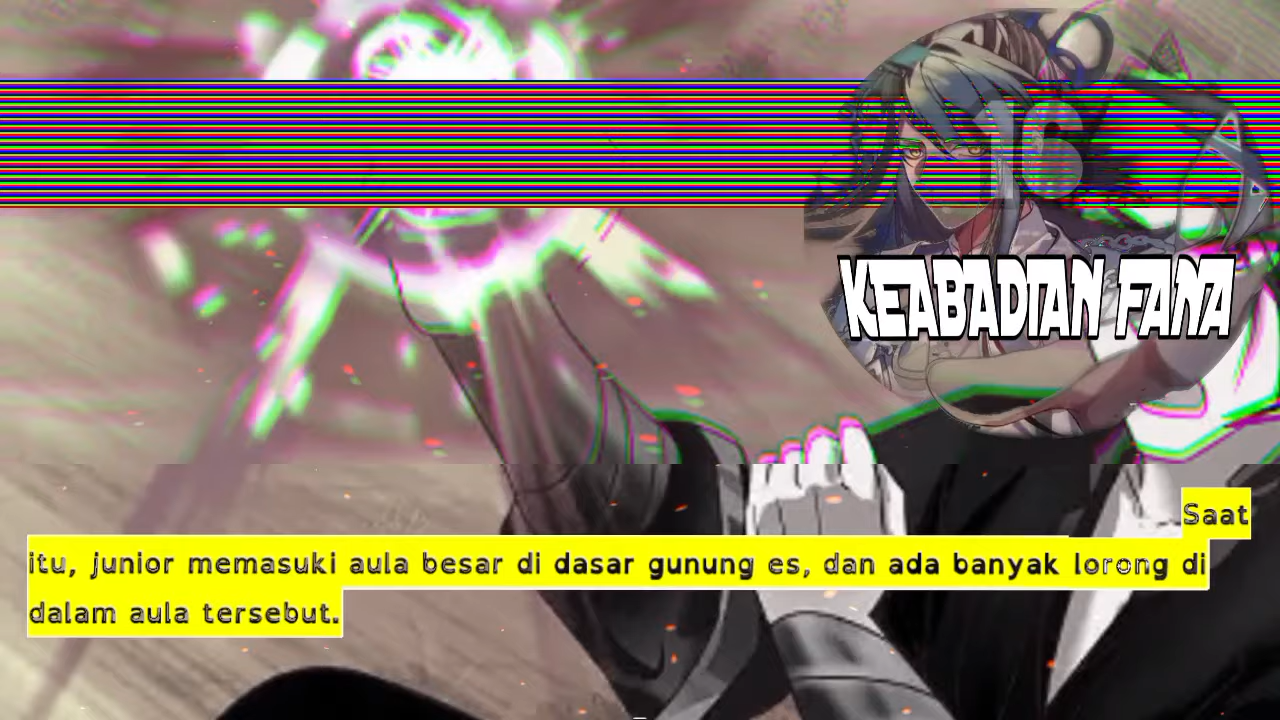 16
KEABADIAN FANA
Saat
itu, junior memasuki aula besar di dasar gunung es, dan ada banyak lorong di
dalam aula tersebut.